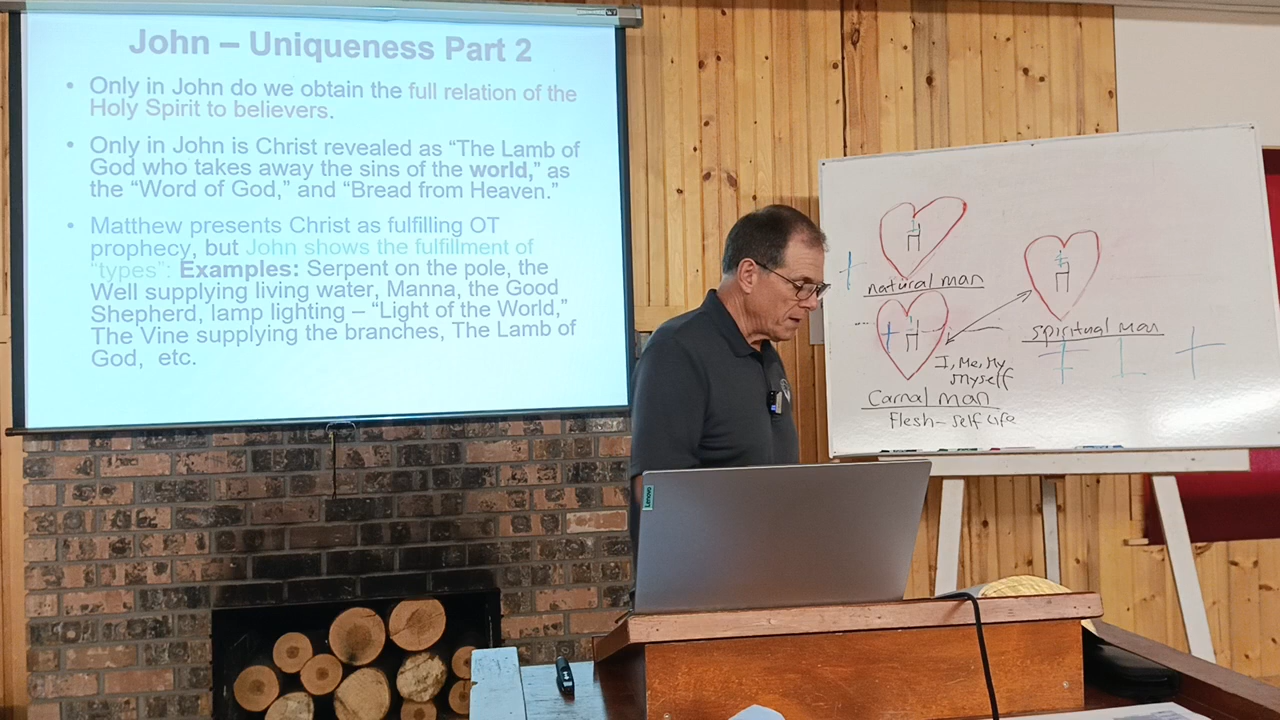 John – Uniqueness Part 2
• Only in John do we obtain the full relation of the
Holy Spirit to believers.
• Only in John is Christ revealed as “The Lamb of
God who takes away the sins of the world,” as
the “Word of God,” and “Bread from Heaven.”
• Matthew presents Christ as fulfilling OT
prophecy, but John shows the fulfillment of
“types”: Examples: Serpent on the pole, the
Well supplying living water, Manna, the Good
Shepherd, lamp lighting – “Light of the World,”
The Vine supplying the branches, The Lamb of
God, etc.
natural man
spiritual man
I, Me, My
Myself
Carnal man
Flesh – Self Life
Lenovo